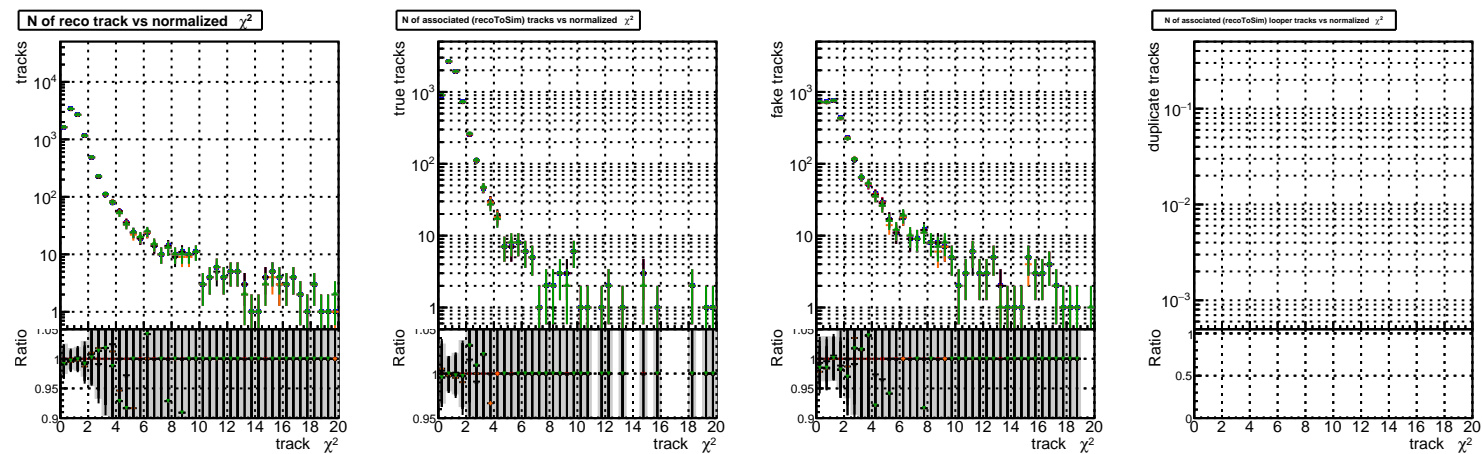 N of reco track vs normalized χ²
tracks
10⁴
10³
10²
10
1
Ratio
1.05
1
0.95
0.9
0 2 4 6 8 10 12 14 16 18 20
track χ²
N of associated (recoToSim) tracks vs normalized χ²
true tracks
10³
10²
10
1
Ratio
1.05
1
0.95
0 2 4 6 8 10 12 14 16 18 20
track χ²
fake tracks
10³
10²
10
1
Ratio
1.05
1
0.95
0.9
0 2 4 6 8 10 12 14 16 18 20
track χ²
N of associated (recoToSim) looper tracks vs normalized χ²
duplicate tracks
10⁻¹
10⁻²
10⁻³
Ratio
1
0.5
0
0 2 4 6 8 10 12 14 16 18 20
track χ²